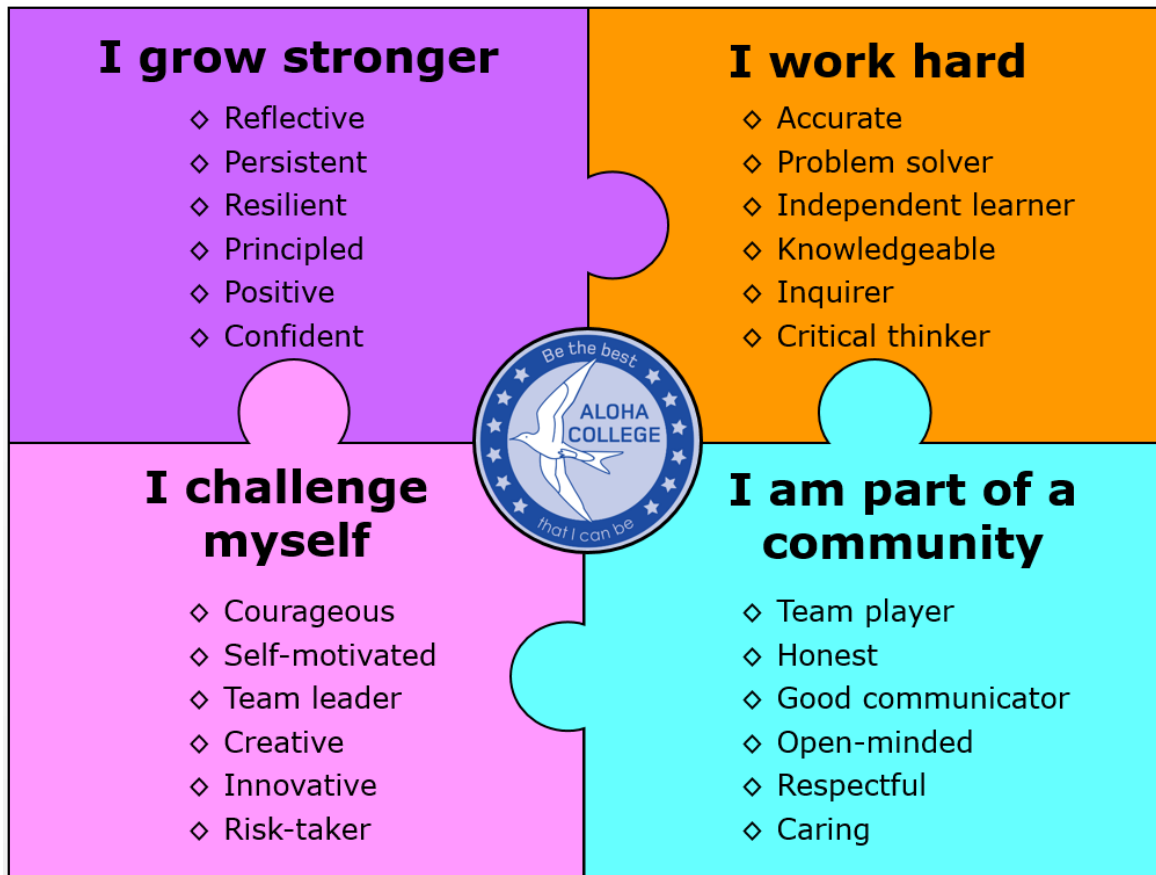 I grow stronger
◇ Reflective
◇ Persistent
◇ Resilient
◇ Principled
◇ Positive
◇ Confident
I work hard
◇ Accurate
◇ Problem solver
◇ Independent learner
◇ Knowledgeable
◇ Inquirer
◇ Critical thinker
Be the best
ALOHA
COLLEGE
that I can be
I challenge
myself
◇ Courageous
◇ Self-motivated
◇ Team leader
◇ Creative
◇ Innovative
◇ Risk-taker
I am part of a
community
◇ Team player
◇ Honest
◇ Good communicator
◇ Open-minded
◇ Respectful
◇ Caring